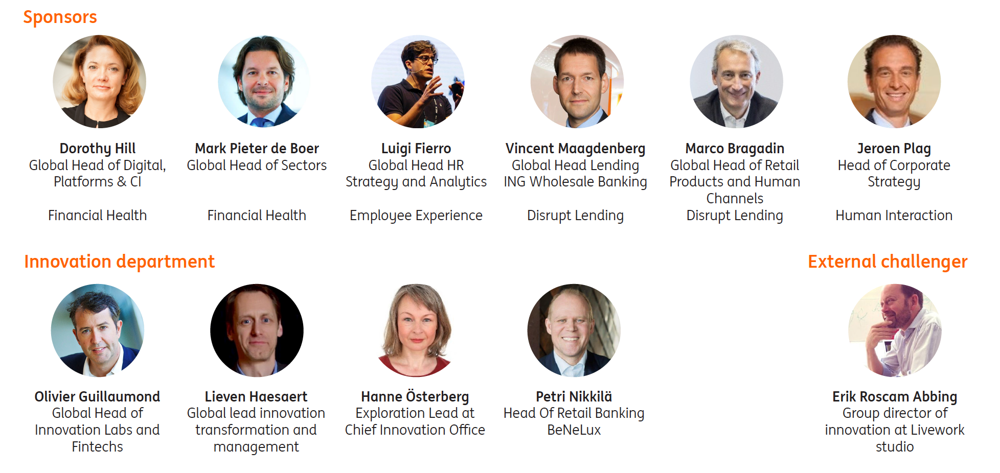 Sponsors
Dorothy Hill
Global Head of Digital,
Platforms & CI
Financial Health
Mark Pieter de Boer
Global Head of Sectors
Financial Health
Luigi Fierro
Global Head HR
Strategy and Analytics
Employee Experience
Vincent Maagdenberg
Global Head Lending
ING Wholesale Banking
Disrupt Lending
Marco Bragadin
Global Head of Retail
Products and Human
Channels
Disrupt Lending
Jeroen Plag
Head of Corporate
Strategy
Human Interaction
Innovation department
Olivier Guillaumond
Global Head of
Innovation Labs and
Fintechs
Lieven Haesaert
Global lead innovation
transformation and
management
Hanne Österberg
Exploration Lead at
Chief Innovation Office
Petri Nikkilä
Head Of Retail Banking
BeNeLux
External challenger
Erik Roscam Abbing
Group director of
innovation at Livework
studio